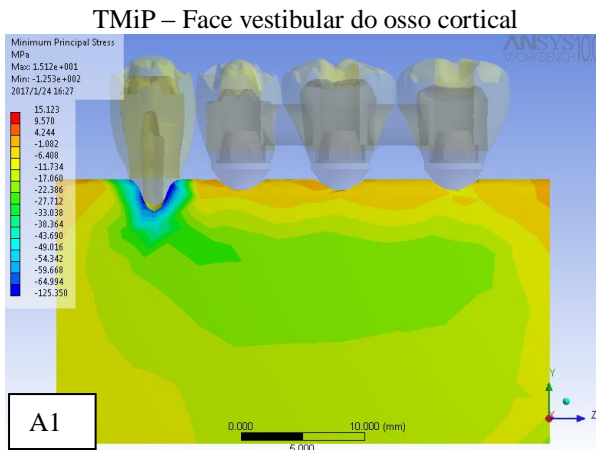 TMiP – Face vestibular do osso cortical
Minimum Principal Stress
MPa
Max: 1.512e+001
Min: -1.253e+002
2017/1/24 16:27
ANSYS
WORKBENCH 10.0
15.123
9.570
4.244
-1.082
-6.408
-11.734
-17.060
-22.386
-27.712
-33.038
-38.364
-43.690
-49.016
-54.342
-59.668
-64.994
-125.350
A1
0.000
10.000 (mm)
5.000
Y
X
Z